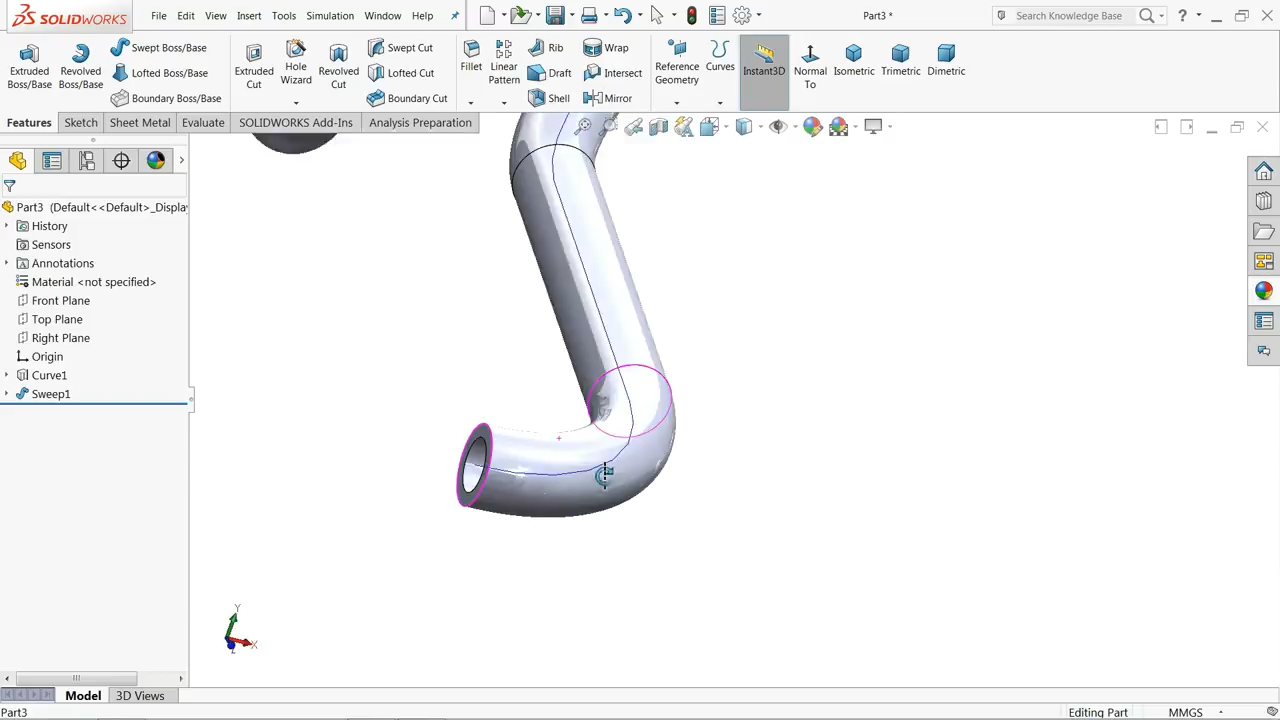 SOLIDWORKS
File Edit View Insert Tools Simulation Window Help
Part3 *
Search Knowledge Base
?
Extruded Boss/Base
Revolved Boss/Base
Swept Boss/Base
Lofted Boss/Base
Boundary Boss/Base
Extruded Cut
Hole Wizard
Revolved Cut
Swept Cut
Lofted Cut
Boundary Cut
Fillet
Linear Pattern
Rib
Draft
Shell
Wrap
Intersect
Mirror
Reference Geometry
Curves
Instant3D
Normal To
Isometric
Trimetric
Dimetric
Features Sketch Sheet Metal Evaluate SOLIDWORKS Add-Ins Analysis Preparation
Part3 (Default<<Default>_Display
History
Sensors
Annotations
Material <not specified>
Front Plane
Top Plane
Right Plane
Origin
Curve1
Sweep1
Y
X
Z
Model 3D Views
Part3 Editing Part MMGS